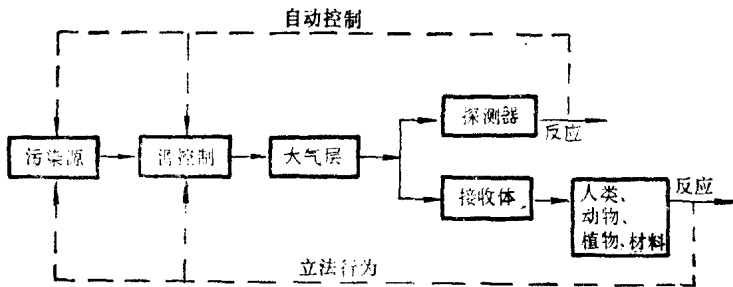 自动控制
探测器
反应
污染源
源控制
大气层
接收体
人类、
动物、
植物、材料
反应
立法行为